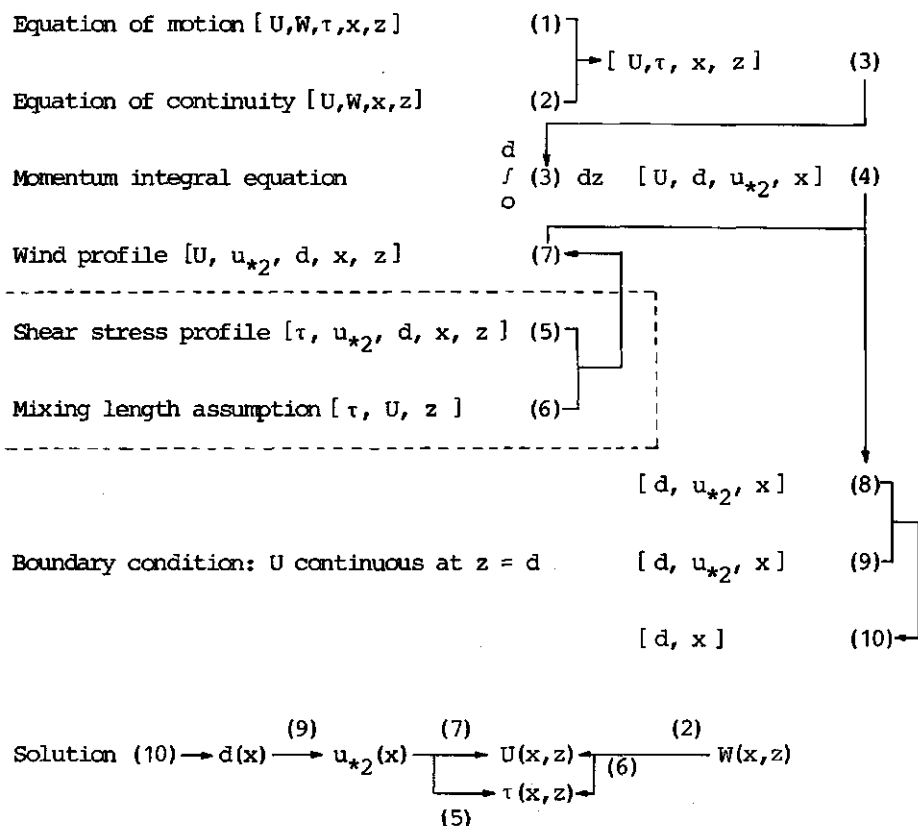 Equation of motion [ U,W,τ,x,z] (1)
[ U,τ, x, z ] (3)
Equation of continuity [U,W,x,z] (2)
d
Momentum integral equation ∫ (3) dz [ U, d, u*2, x ] (4)
o
Wind profile [U, u*2, d, x, z ] (7)
Shear stress profile [τ, u*2, d, x, z ] (5)
Mixing length assumption [ τ, U, z ] (6)
[ d, u*2, x ] (8)
Boundary condition: U continuous at z = d [ d, u*2, x ] (9)
[ d, x ] (10)
(9) (7) (2)
Solution (10) d(x) u*2(x) U(x,z) W(x,z)
(6)
τ(x,z)
(5)